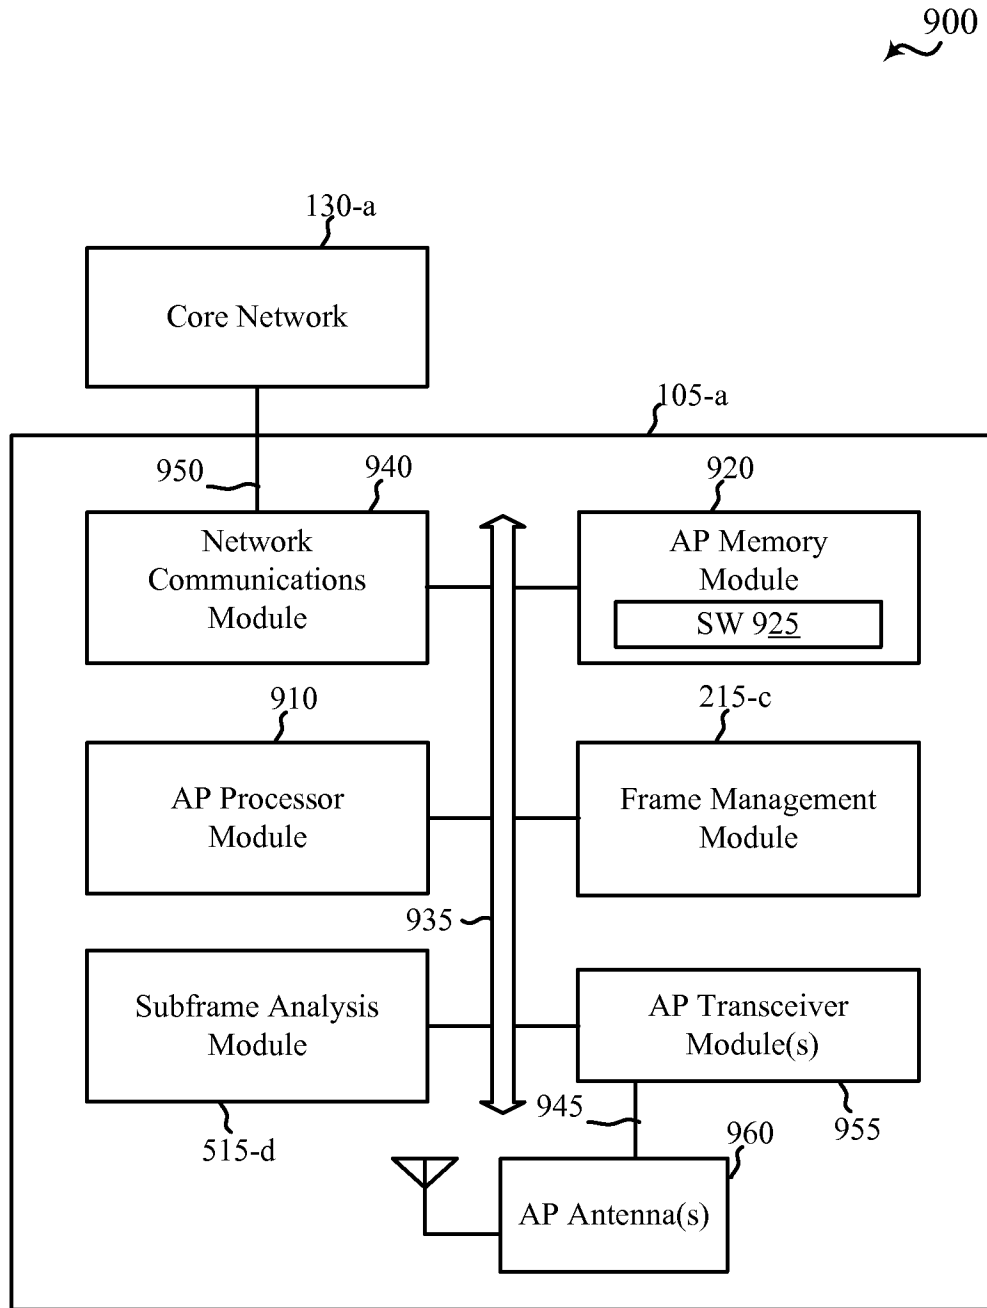 900
130-a
Core Network
105-a
950
940
920
Network
Communications
Module
AP Memory
Module
SW 925
910
215-c
AP Processor
Module
Frame Management
Module
935
Subframe Analysis
Module
AP Transceiver
Module(s)
945
955
515-d
960
AP Antenna(s)